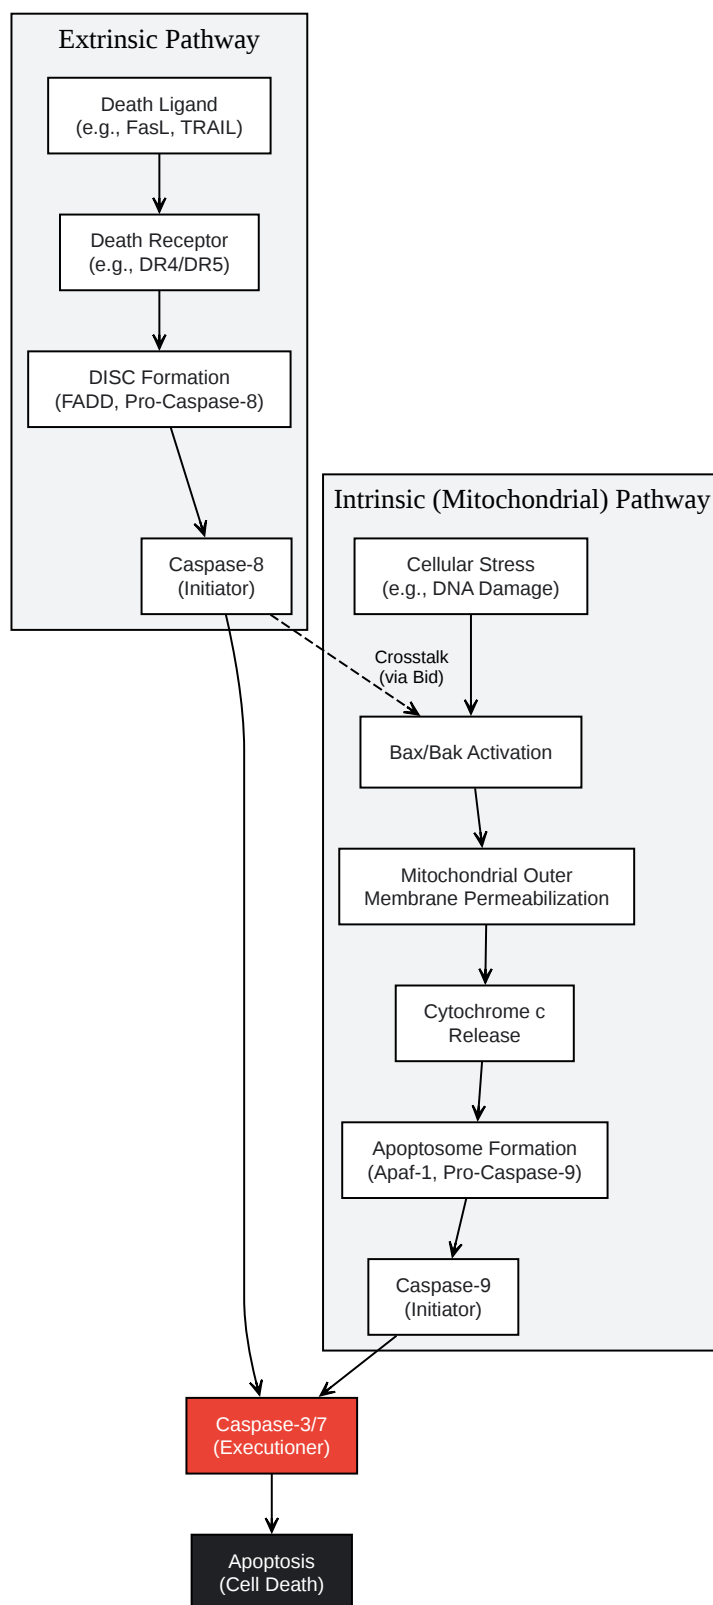 Extrinsic Pathway
Death Ligand
(e.g., FasL, TRAIL)
Death Receptor
(e.g., DR4/DR5)
DISC Formation
(FADD, Pro-Caspase-8)
Caspase-8
(Initiator)
Intrinsic (Mitochondrial) Pathway
Cellular Stress
(e.g., DNA Damage)
Crosstalk
(via Bid)
Bax/Bak Activation
Mitochondrial Outer
Membrane Permeabilization
Cytochrome c
Release
Apoptosome Formation
(Apaf-1, Pro-Caspase-9)
Caspase-9
(Initiator)
Caspase-3/7
(Executioner)
Apoptosis
(Cell Death)